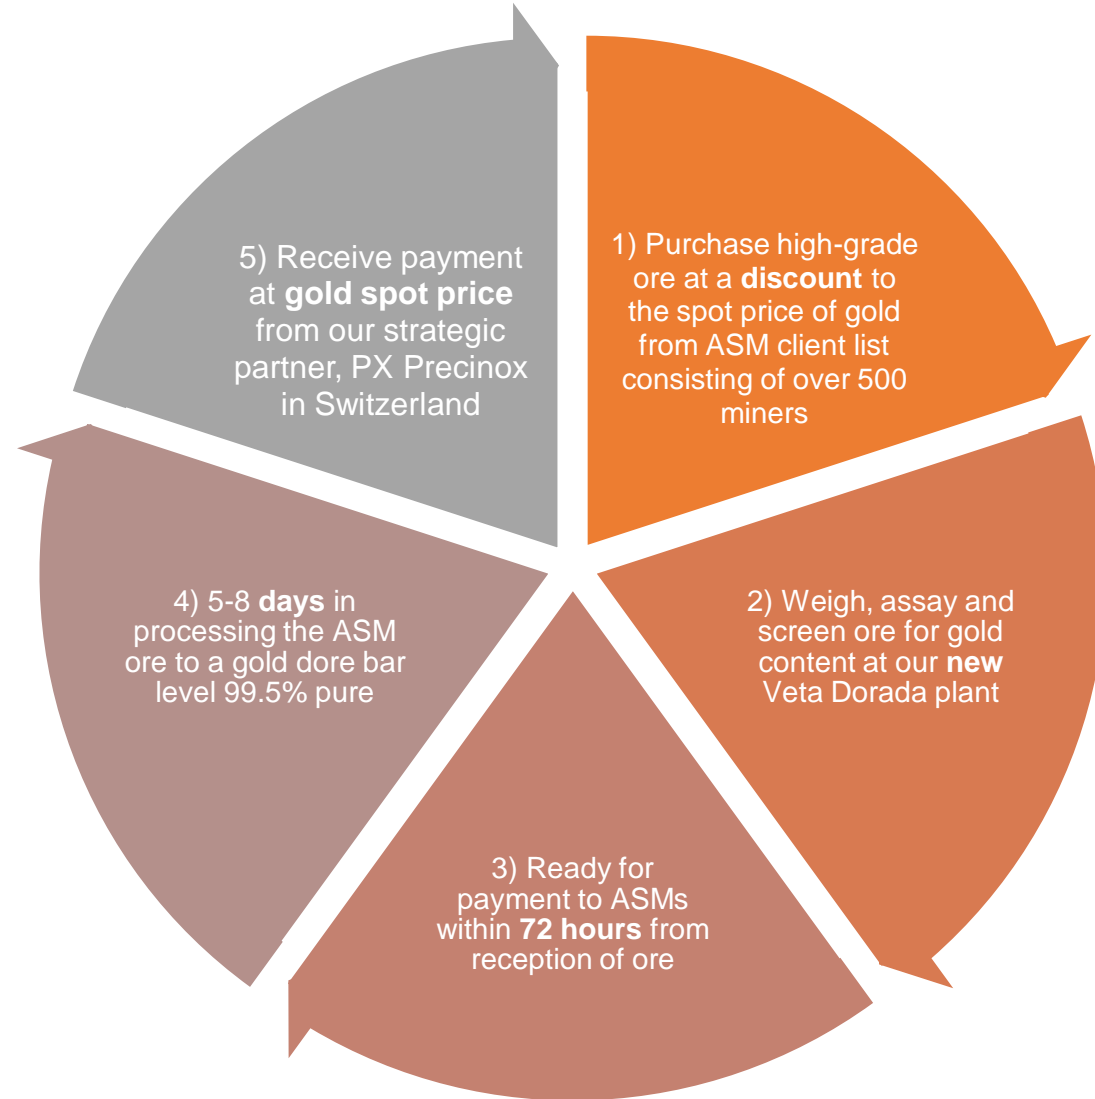 1) Purchase high-grade
ore at a discount to
the spot price of gold
from ASM client list
consisting of over 500
miners
2) Weigh, assay and
screen ore for gold
content at our new
Veta Dorada plant
3) Ready for
payment to ASMs
within 72 hours from
reception of ore
4) 5-8 days in
processing the ASM
ore to a gold dore bar
level 99.5% pure
5) Receive payment
at gold spot price
from our strategic
partner, PX Precinox
in Switzerland